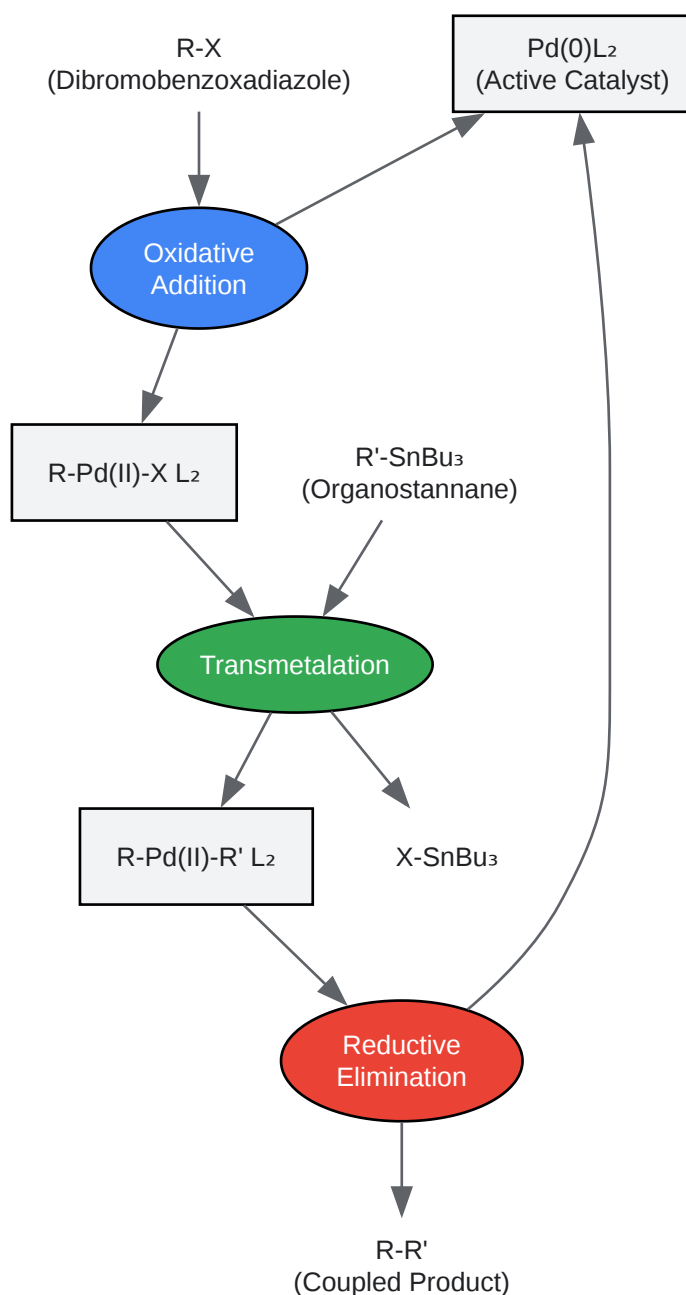 R-X
(Dibromobenzoxadiazole)
Pd(0)L₂
(Active Catalyst)
Oxidative
Addition
R-Pd(II)-X L₂
R'-SnBu₃
(Organostannane)
Transmetalation
R-Pd(II)-R' L₂
X-SnBu₃
Reductive
Elimination
R-R'
(Coupled Product)